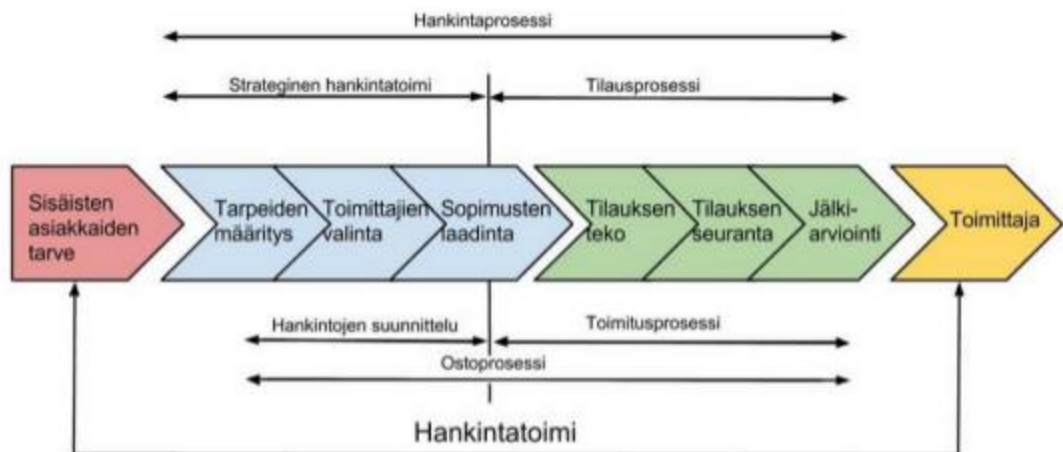 Hankintaprosessi
Strateginen hankintatoimi
Tilausprosessi
Sisäisten
asiakkaiden
tarve
Tarpeiden
määritys
Toimittajien
valinta
Sopimusten
laadinta
Tilauksen
teko
Tilauksen
seuranta
Jälki-
arviointi
Toimittaja
Hankintojen suunnittelu
Toimitusprosessi
Ostoprosessi
Hankintatoimi